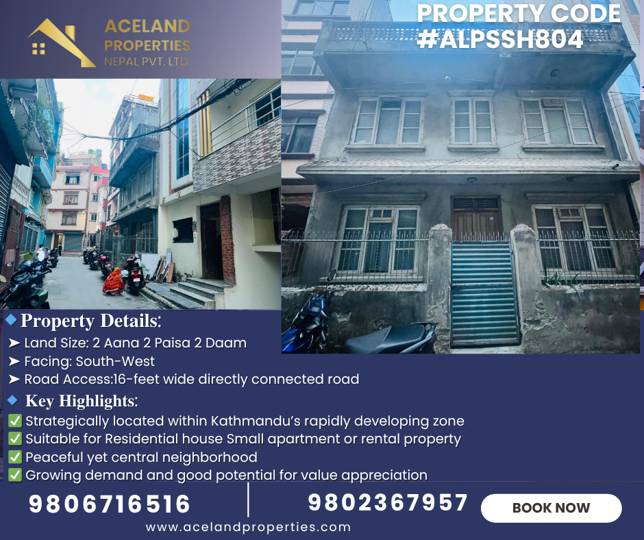 ACELAND
PROPERTIES
NEPAL PVT. LTD
PROPERTY CODE
#ALPSSH804
🔹Property Details:
➤ Land Size: 2 Aana 2 Paisa 2 Daam
➤ Facing: South-West
➤ Road Access:16-feet wide directly connected road
🔹 Key Highlights:
✅ Strategically located within Kathmandu’s rapidly developing zone
✅ Suitable for Residential house Small apartment or rental property
✅ Peaceful yet central neighborhood
✅ Growing demand and good potential for value appreciation
9806716516
9802367957
BOOK NOW
www.acelandproperties.com